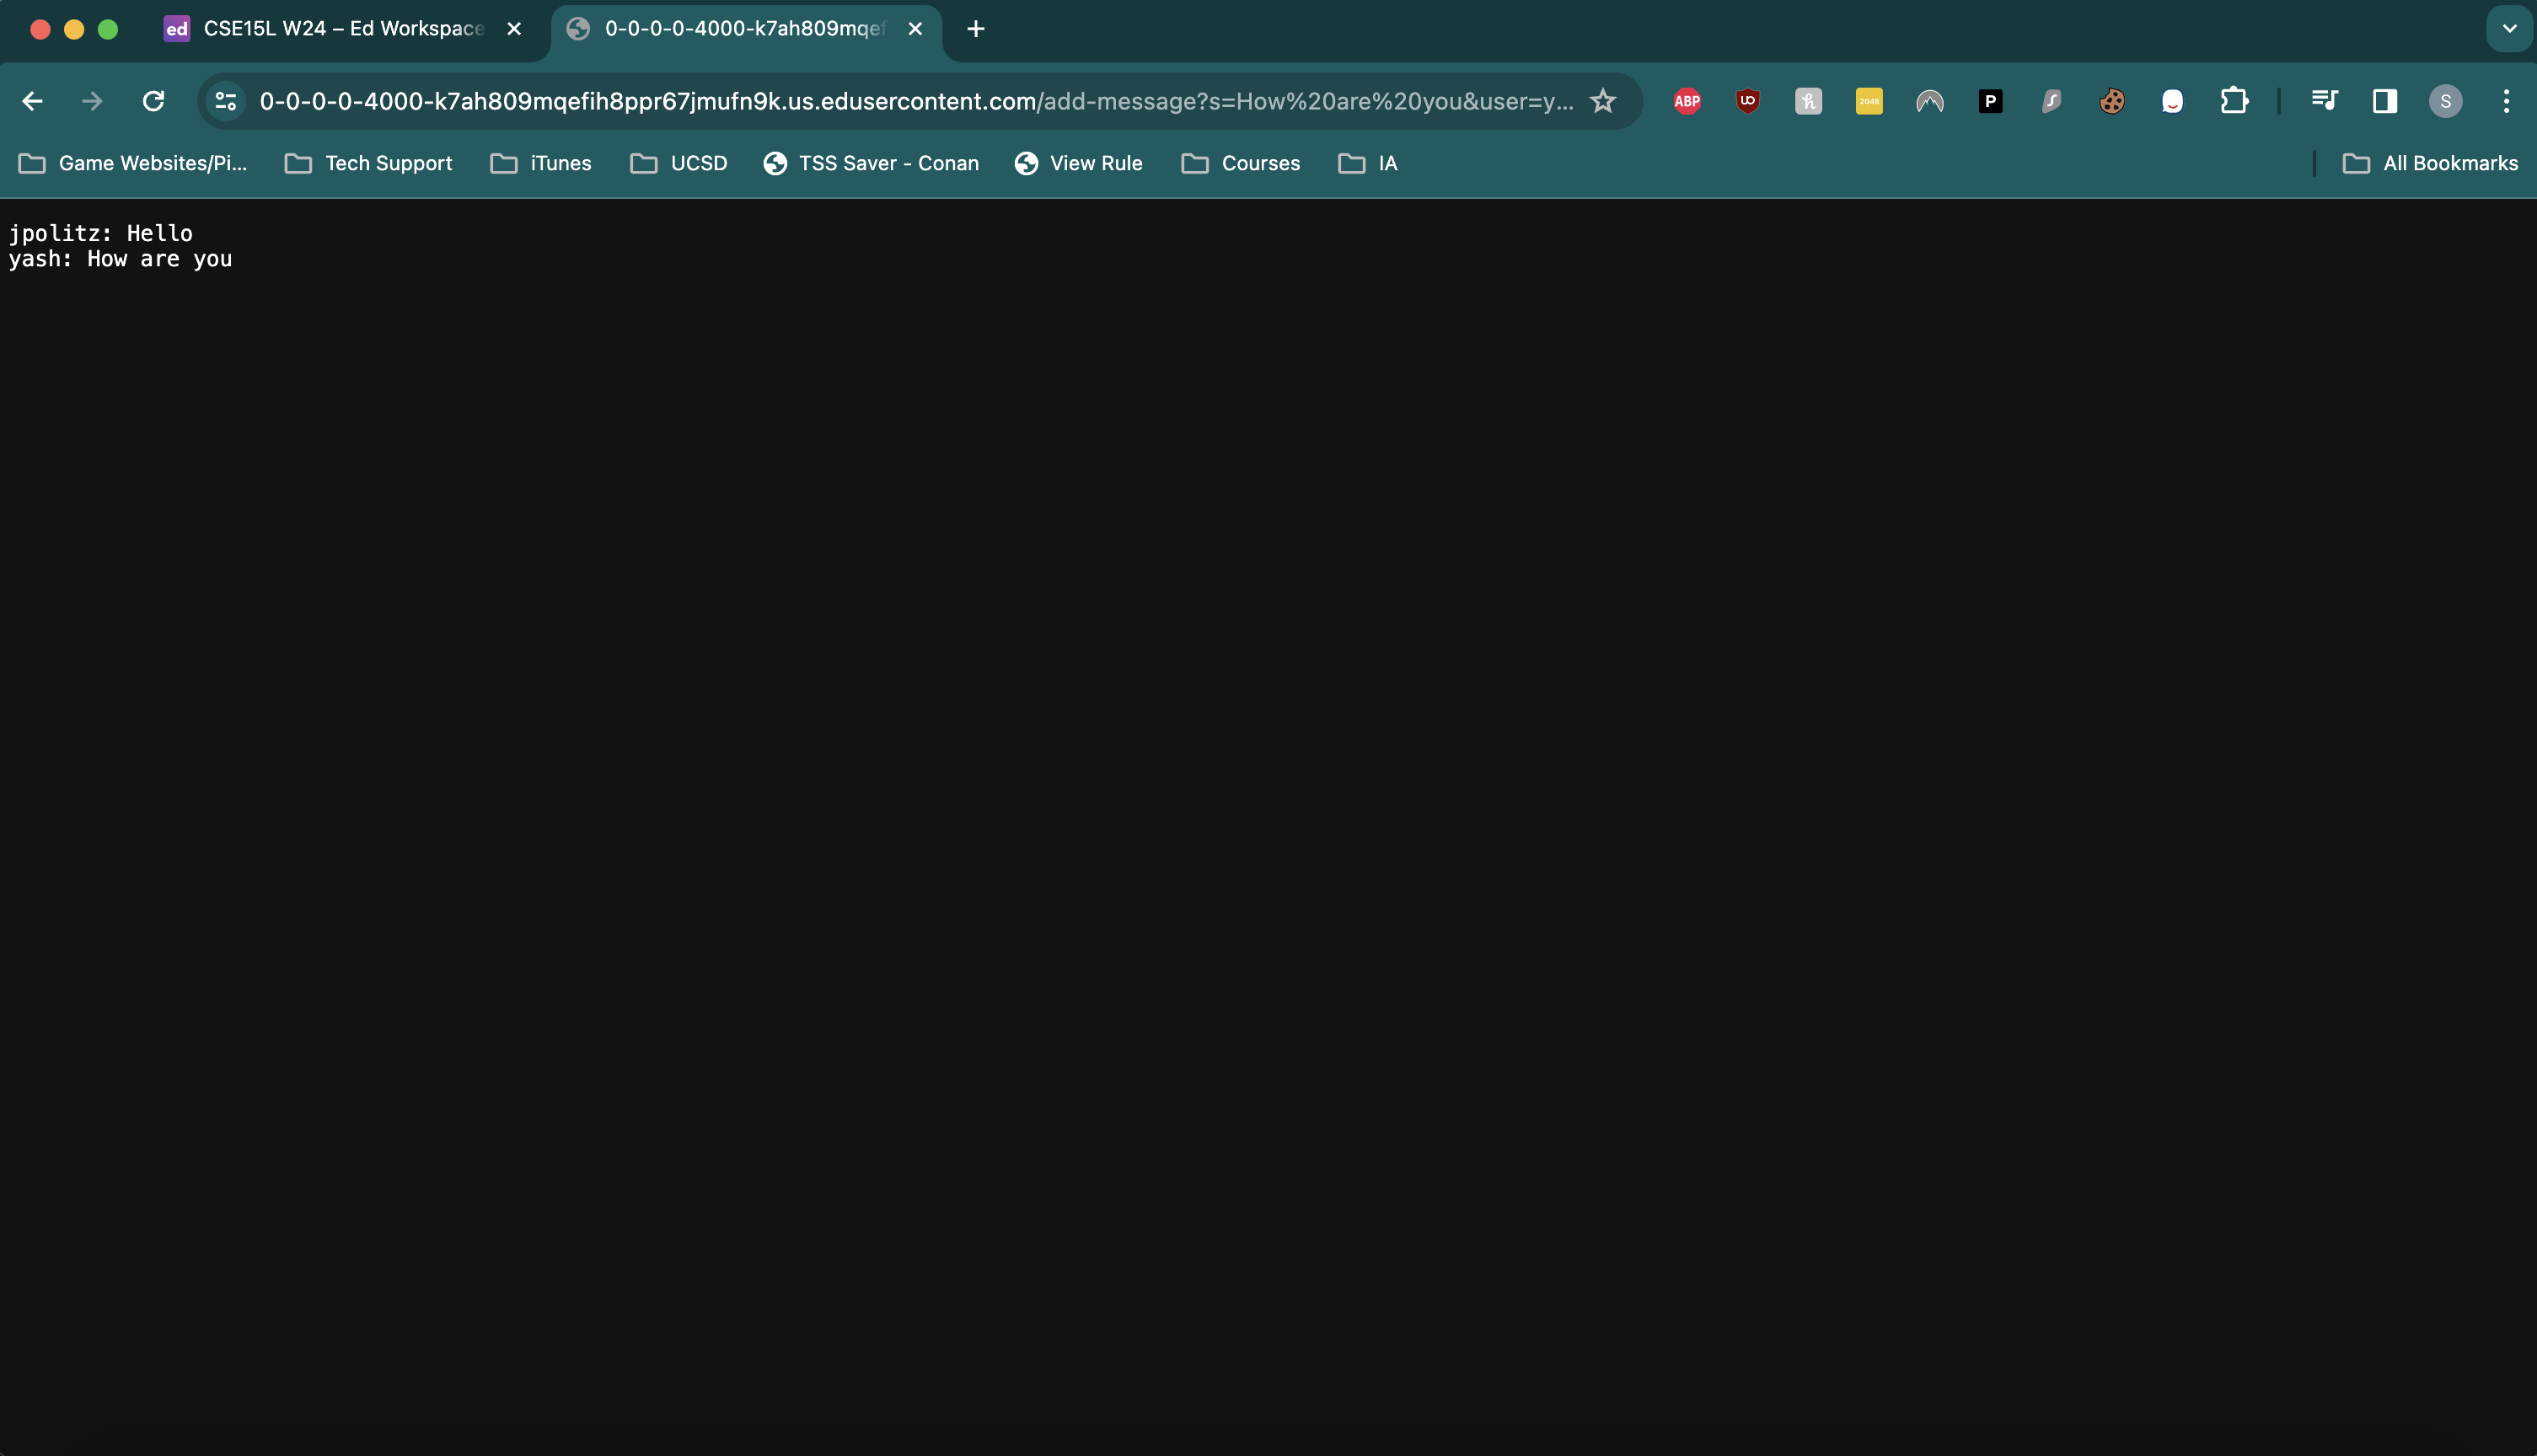 ed CSE15L W24 – Ed Workspace
0-0-0-0-4000-k7ah809mqef
0-0-0-0-4000-k7ah809mqefih8ppr67jmufn9k.us.edusercontent.com/add-message?s=How%20are%20you&user=y...
ABP
2048
P
S
Game Websites/Pi... Tech Support iTunes UCSD TSS Saver - Conan View Rule Courses IA All Bookmarks
jpolitz: Hello
yash: How are you